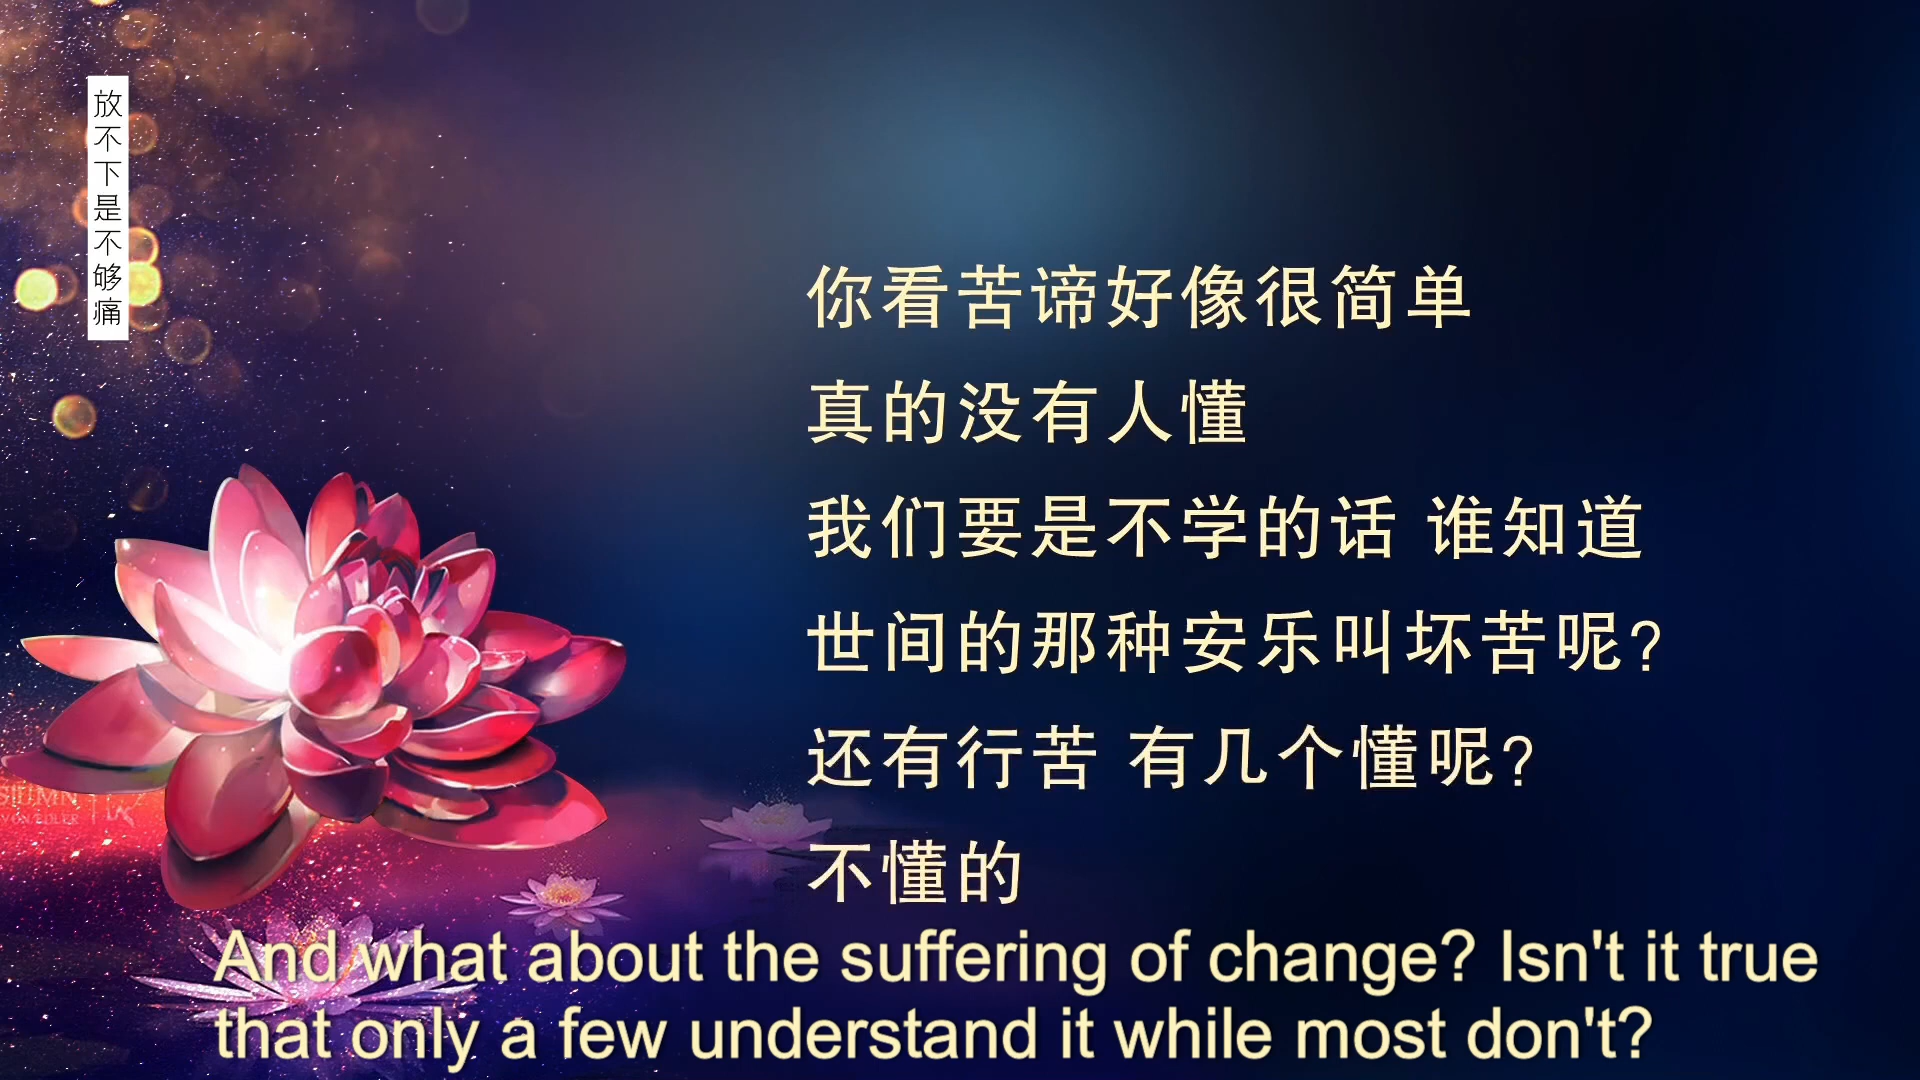 放不下是不够痛
你看苦谛好像很简单
真的没有人懂
我们要是不学的话 谁知道
世间的那种安乐叫坏苦呢?
还有行苦 有几个懂呢?
不懂的
And what about the suffering of change? Isn't it true
that only a few understand it while most don't?